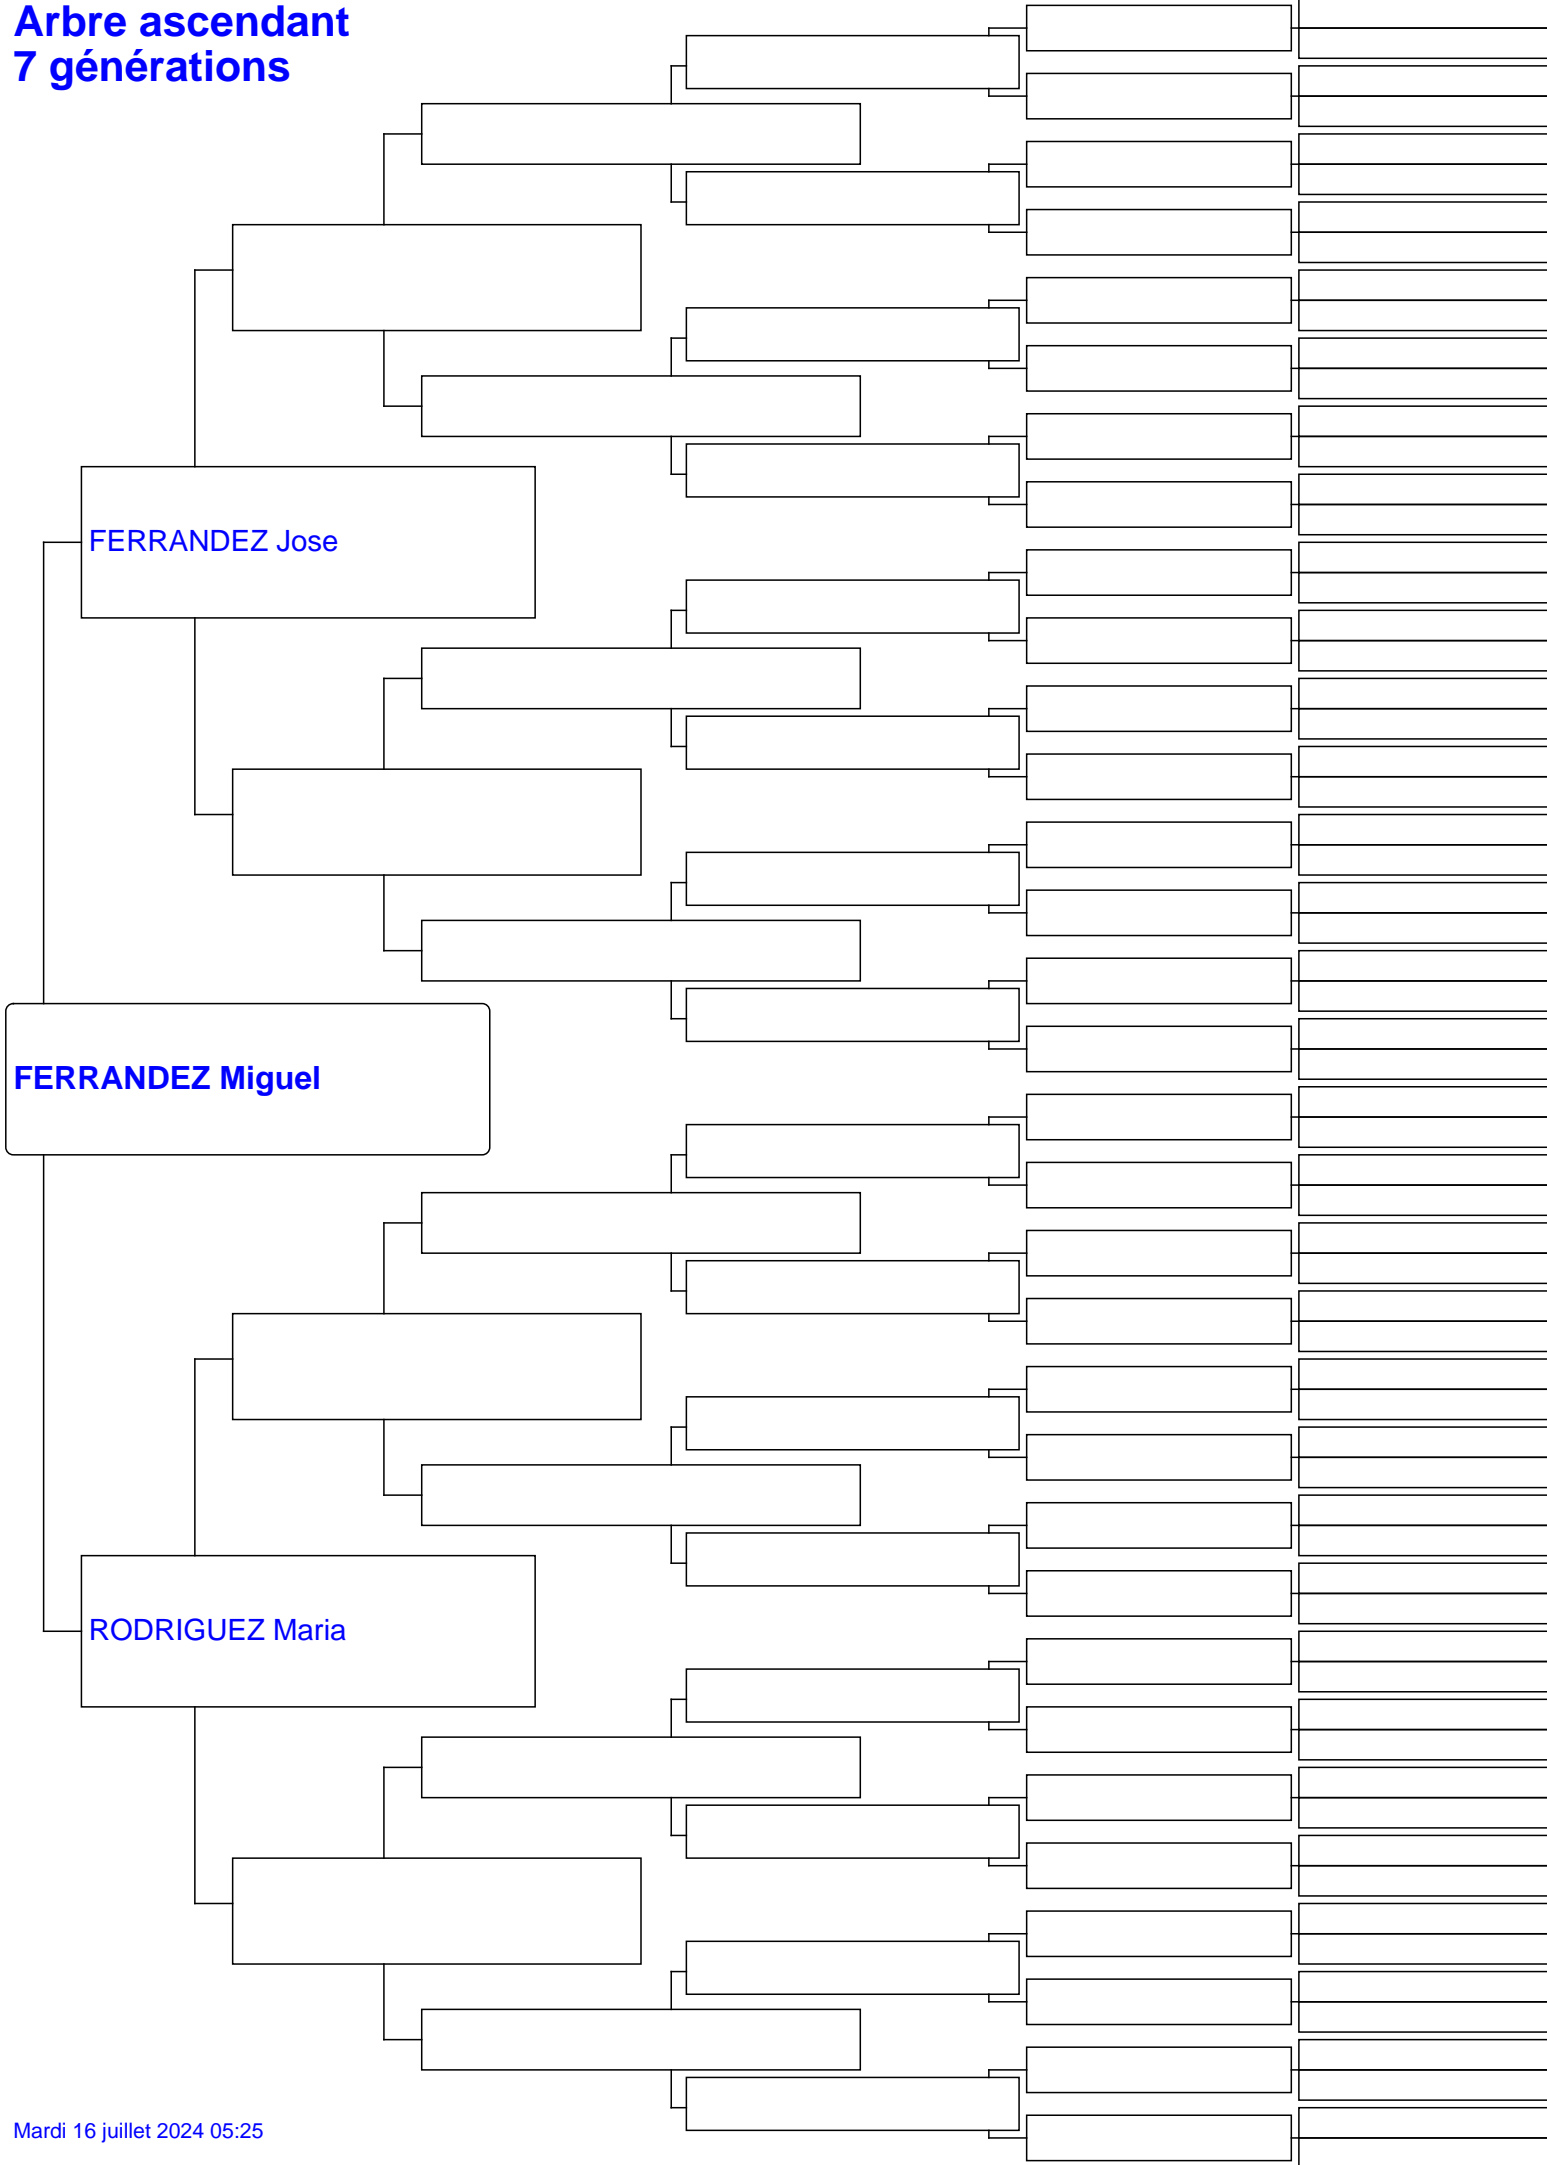 Arbre ascendant
7 générations
FERRANDEZ Jose
FERRANDEZ Miguel
RODRIGUEZ Maria
Mardi 16 juillet 2024 05:25